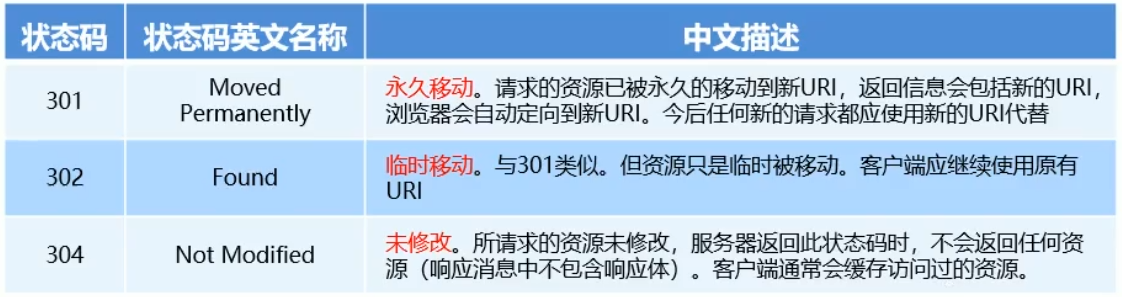 状态码 状态码英文名称 中文描述
301 Moved Permanently 永久移动。请求的资源已被永久的移动到新URI，返回信息会包括新的URI，
浏览器会自动定向到新URI。今后任何新的请求都应使用新的URI代替
302 Found 临时移动。与301类似。但资源只是临时被移动。客户端应继续使用原有
URI
304 Not Modified 未修改。所请求的资源未修改，服务器返回此状态码时，不会返回任何资
源（响应消息中不包含响应体）。客户端通常会缓存访问过的资源。